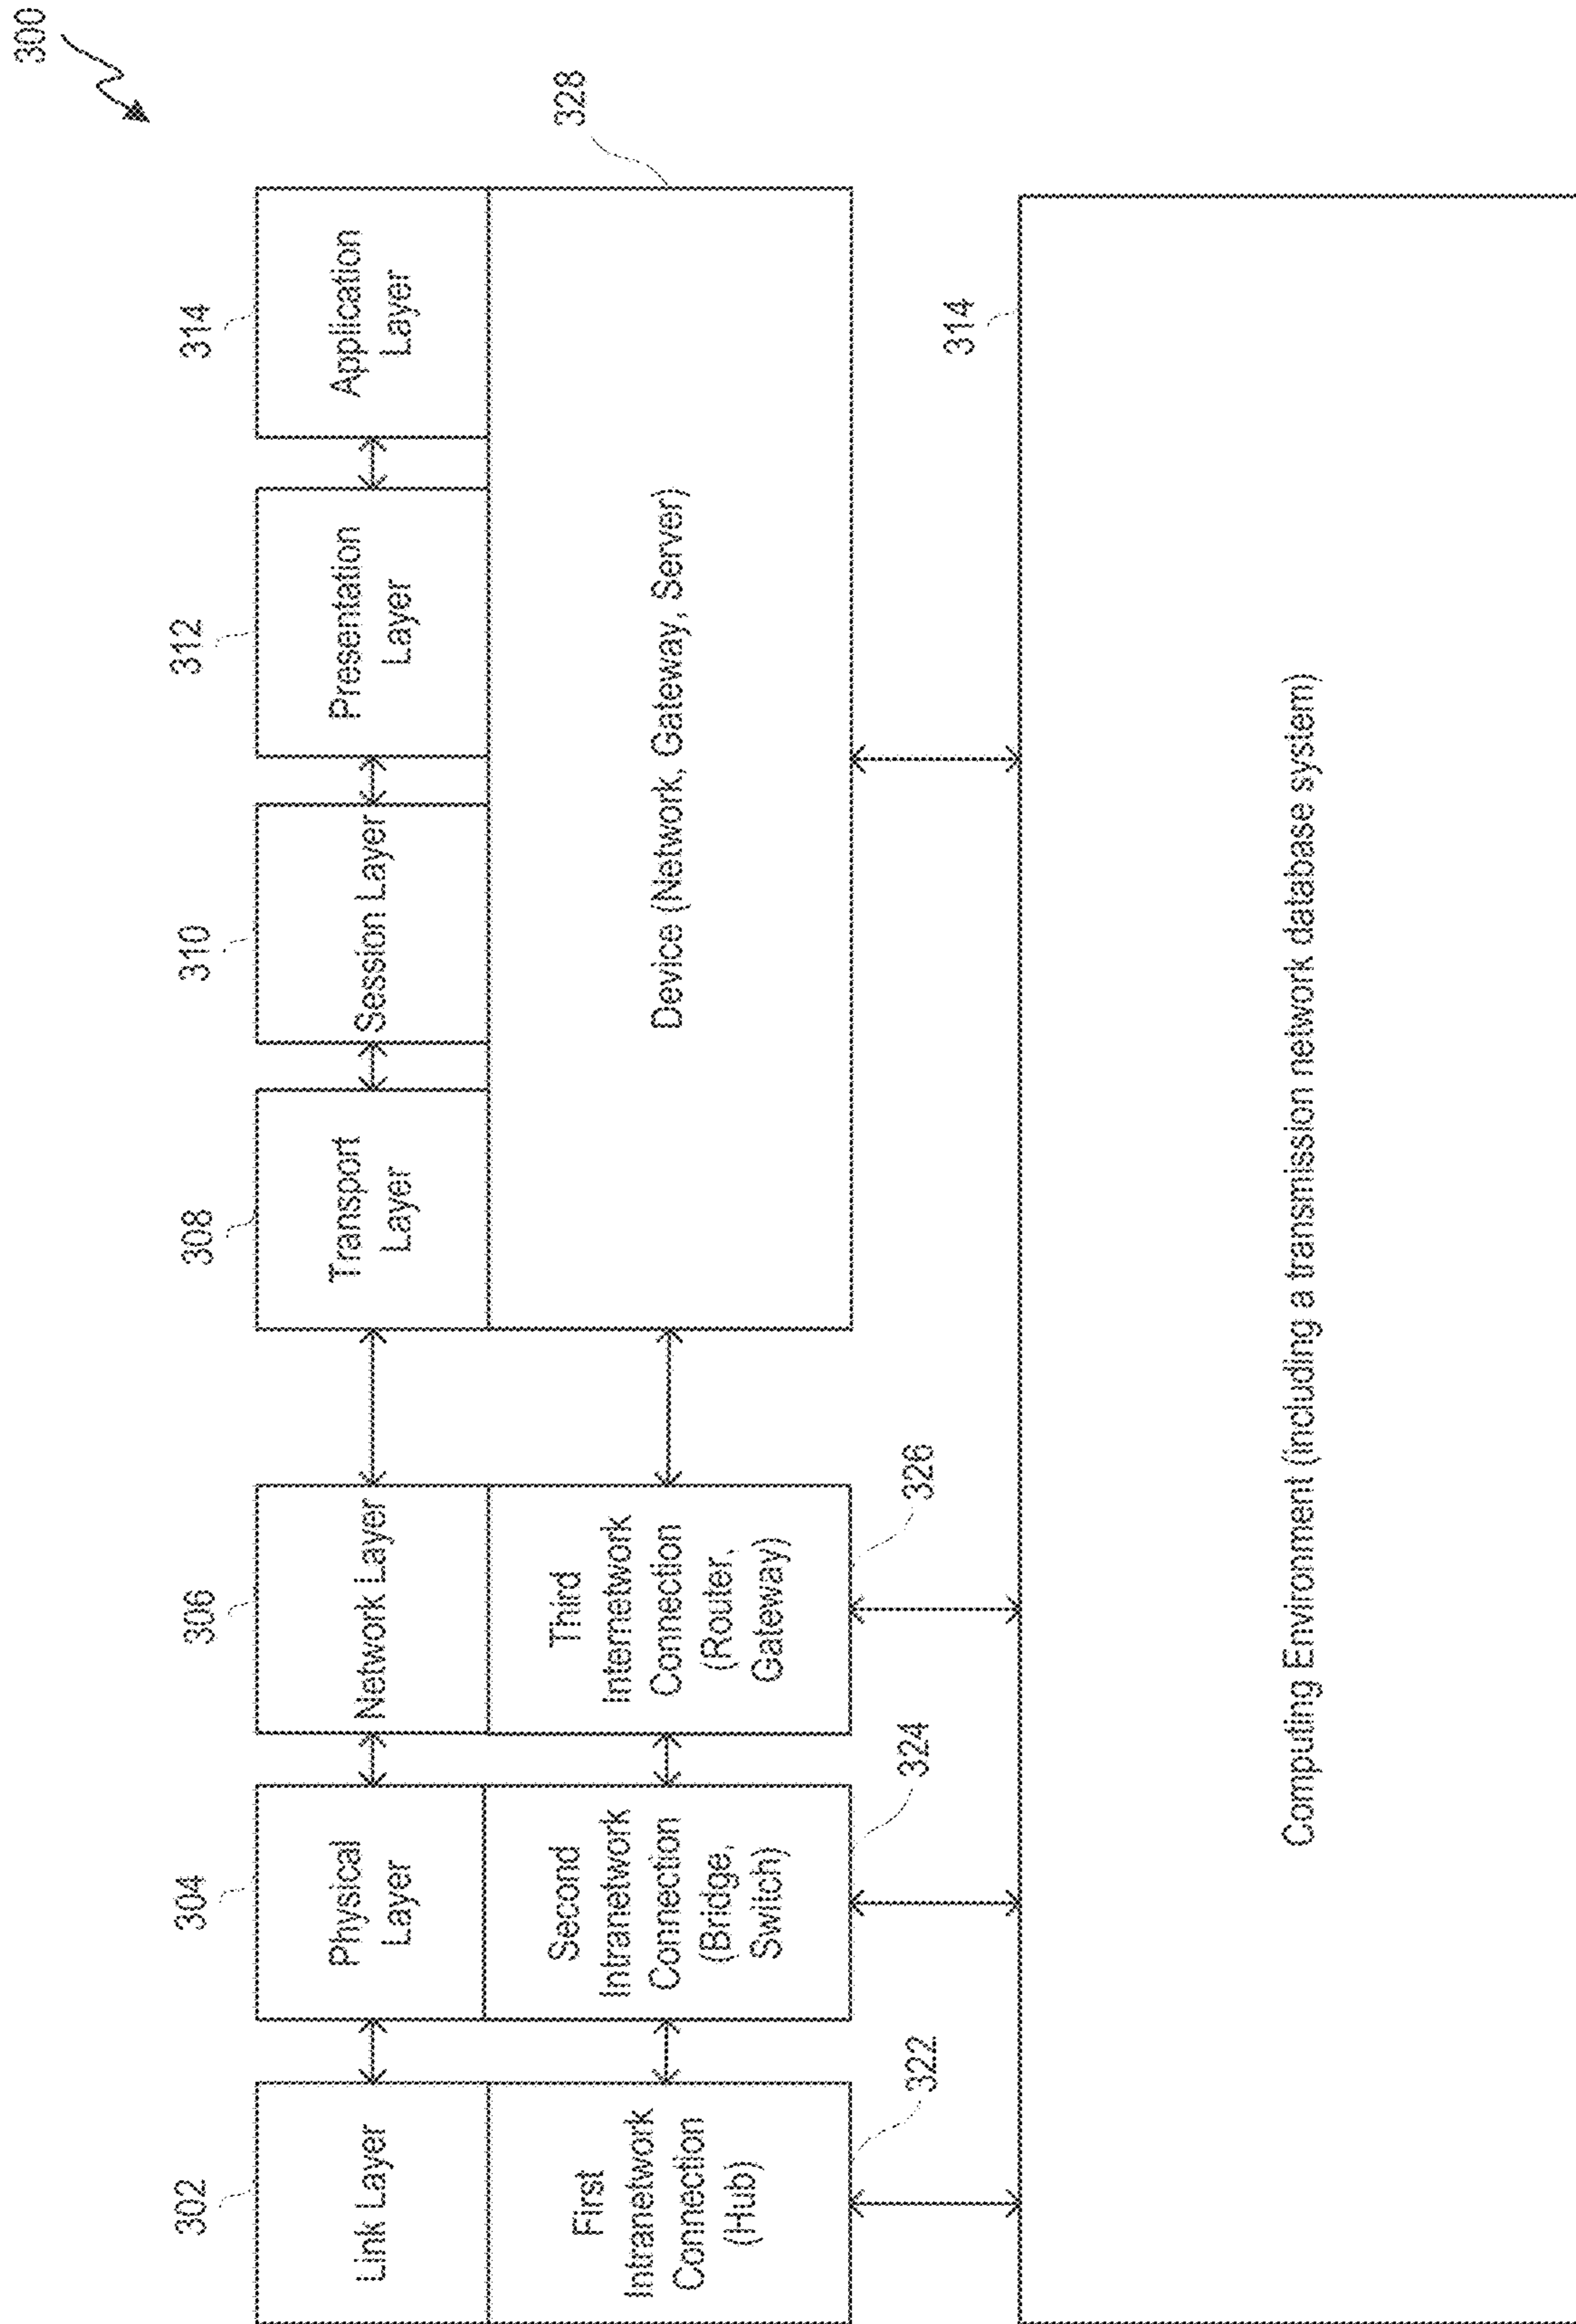 300
302
304
306
308
310
312
314
Link Layer
Physical
Layer
Network Layer
Transport
Layer
Session Layer
Presentation
Layer
Application
Layer
First
Intranetwork
Connection
(Hub)
Second
Intranetwork
Connection
(Bridge,
Switch)
Third
Internetwork
Connection
(Router,
Gateway)
Device (Network, Gateway, Server)
328
322
324
326
314
Computing Environment (including a transmission network database system)